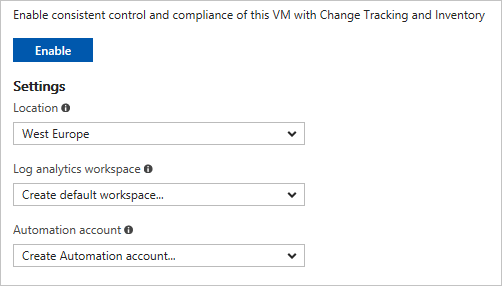 Enable consistent control and compliance of this VM with Change Tracking and Inventory
Enable
Settings
Location
West Europe
Log analytics workspace
Create default workspace...
Automation account
Create Automation account...